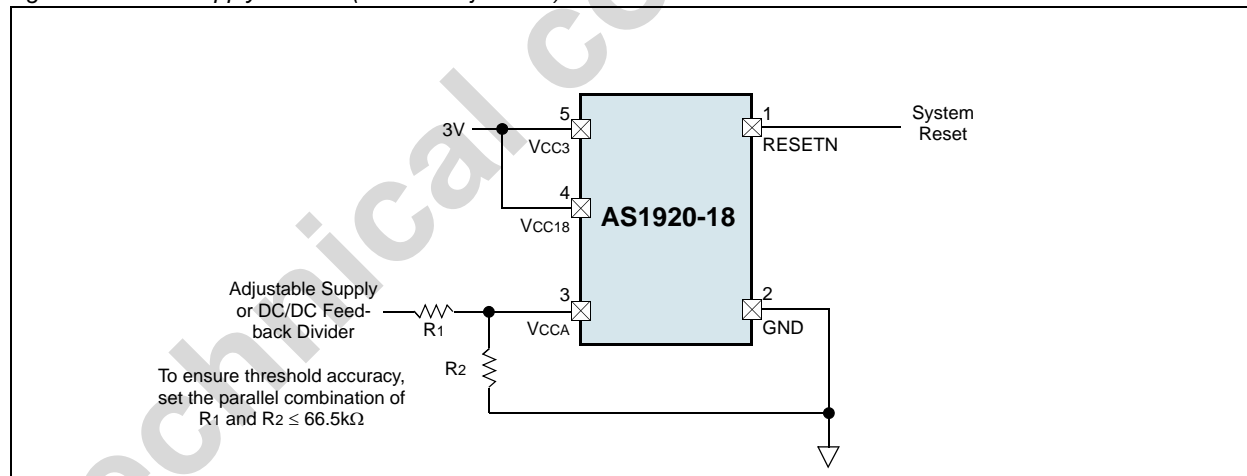 5
3V
VCC3
4
VCC18
AS1920-18
1
RESETN
System
Reset
Adjustable Supply
or DC/DC Feed-
back Divider
R1
3
VCCA
2
GND
R2
To ensure threshold accuracy,
set the parallel combination of
R1 and R2 ≤ 66.5kΩ